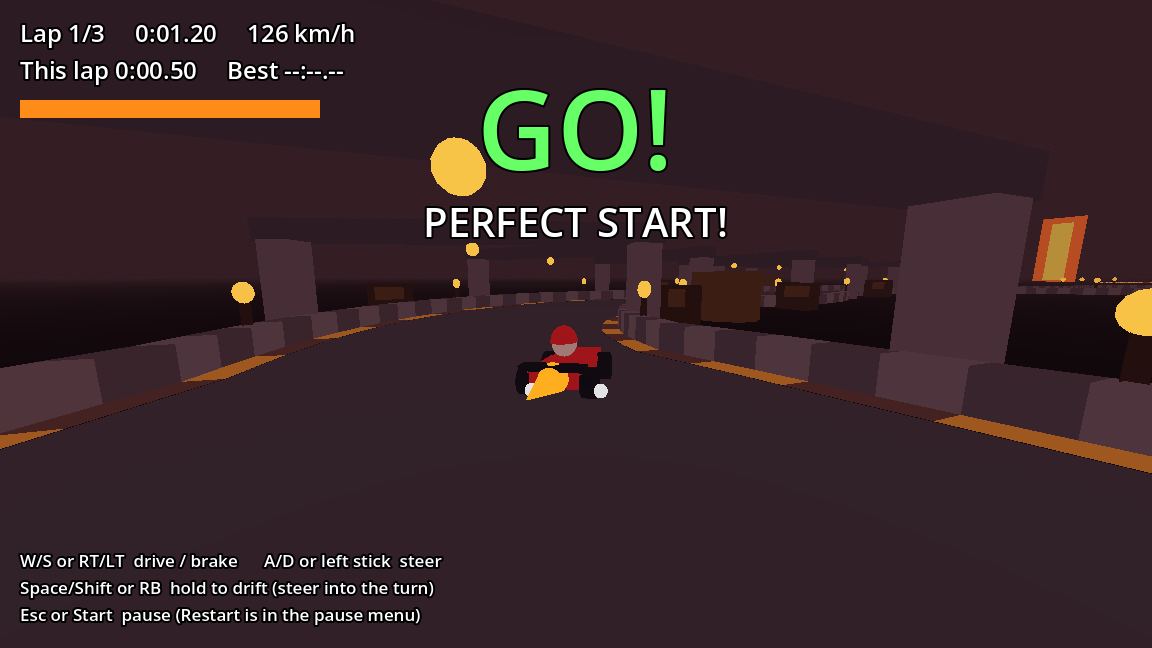 Lap 1/3 0:01.20 126 km/h
This lap 0:00.50 Best --:--.--
GO!
PERFECT START!
W/S or RT/LT drive / brake A/D or left stick steer
Space/Shift or RB hold to drift (steer into the turn)
Esc or Start pause (Restart is in the pause menu)